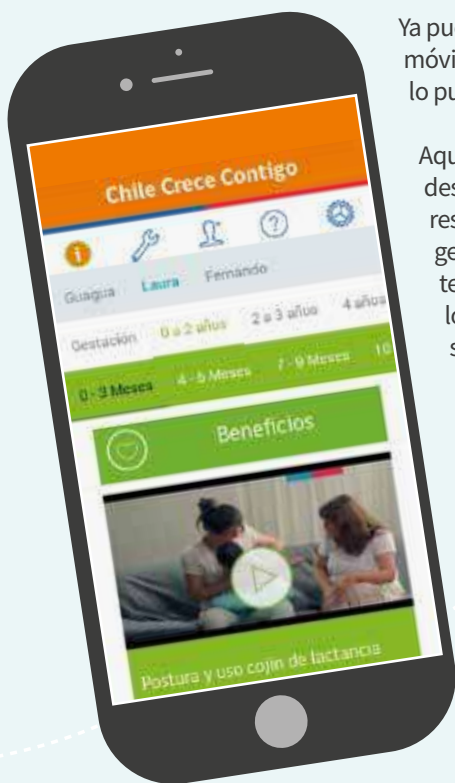 Ya pue
móvi
lo pu
Aqu
des
res
ge
te
lo
s
Chile Crece Contigo
Guagua Laura Fernando
Gestación 0 a 2 años 2 a 3 años 4 años
0 - 3 Meses 4 - 6 Meses 7 - 9 Meses 10
Beneficios
Postura y uso cojín de lactancia